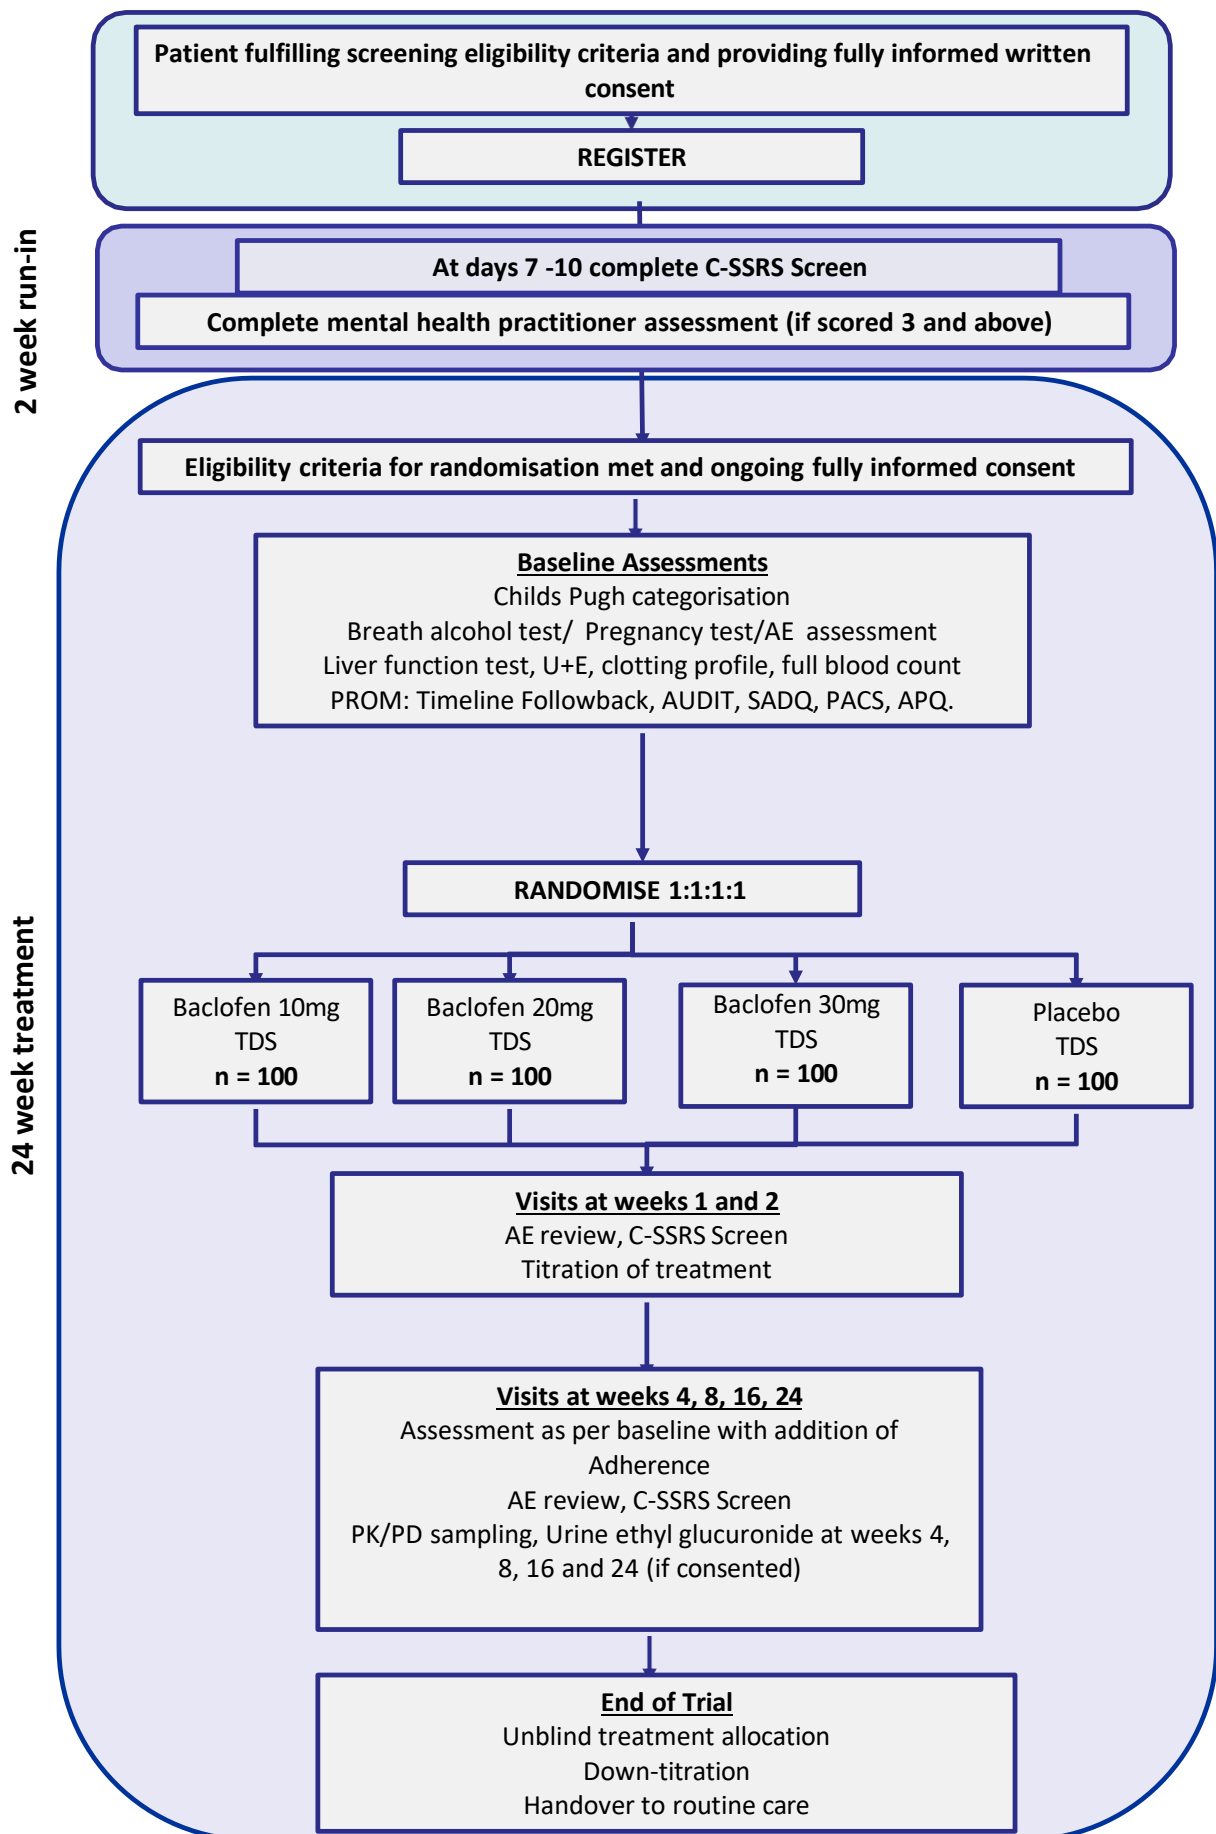 Patient fulfilling screening eligibility criteria and providing fully informed written
consent
REGISTER
2 week run-in
At days 7 -10 complete C-SSRS Screen
Complete mental health practitioner assessment (if scored 3 and above)
24 week treatment
Eligibility criteria for randomisation met and ongoing fully informed consent
Baseline Assessments
Childs Pugh categorisation
Breath alcohol test/ Pregnancy test/AE assessment
Liver function test, U+E, clotting profile, full blood count
PROM: Timeline Followback, AUDIT, SADQ, PACS, APQ.
RANDOMISE 1:1:1:1
Baclofen 10mg
TDS
n = 100
Baclofen 20mg
TDS
n = 100
Baclofen 30mg
TDS
n = 100
Placebo
TDS
n = 100
Visits at weeks 1 and 2
AE review, C-SSRS Screen
Titration of treatment
Visits at weeks 4, 8, 16, 24
Assessment as per baseline with addition of
Adherence
AE review, C-SSRS Screen
PK/PD sampling, Urine ethyl glucuronide at weeks 4,
8, 16 and 24 (if consented)
End of Trial
Unblind treatment allocation
Down-titration
Handover to routine care